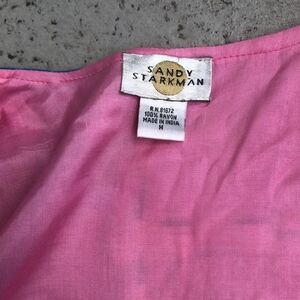 SANDY
STARKMAN
R.N. 81672
100% RAYON
MADE IN INDIA
M